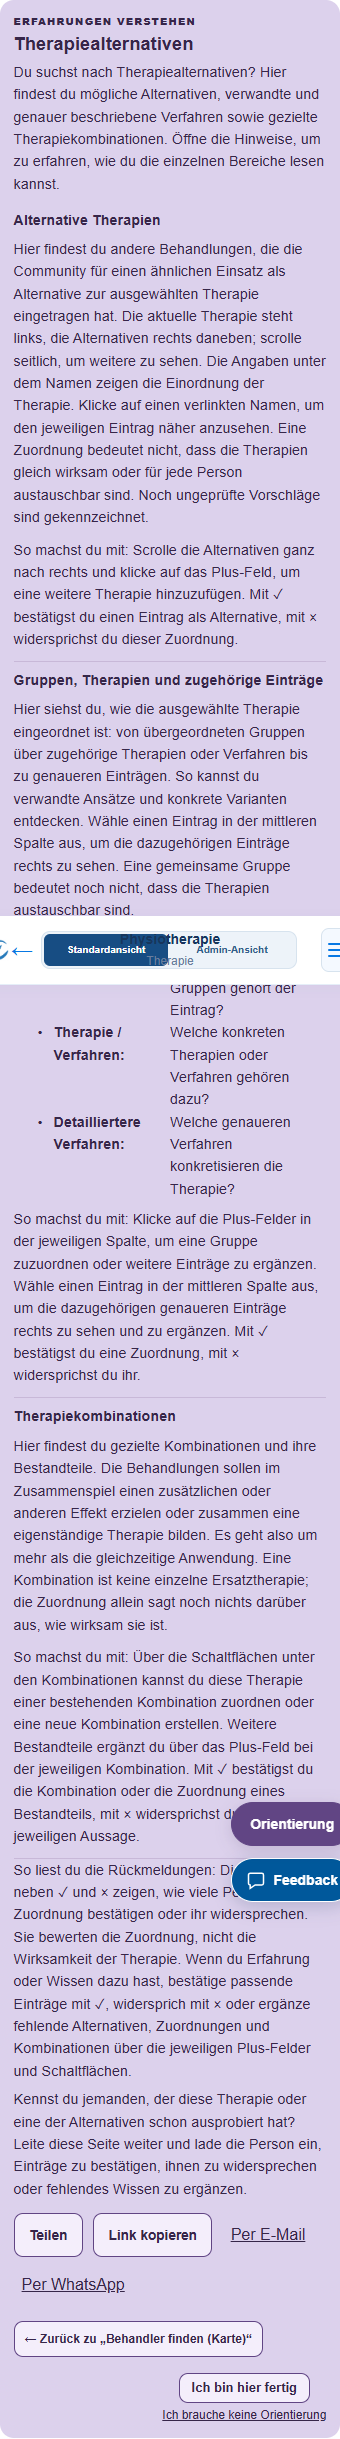 ERFAHRUNGEN VERSTEHEN
Therapiealternativen
Du suchst nach Therapiealternativen? Hier
findest du mögliche Alternativen, verwandte und
genauer beschriebene Verfahren sowie gezielte
Therapiekombinationen. Öffne die Hinweise, um
zu erfahren, wie du die einzelnen Bereiche lesen
kannst.
Alternative Therapien
Hier findest du andere Behandlungen, die die
Community für einen ähnlichen Einsatz als
Alternative zur ausgewählten Therapie
eingetragen hat. Die aktuelle Therapie steht
links, die Alternativen rechts daneben; scrolle
seitlich, um weitere zu sehen. Die Angaben unter
dem Namen zeigen die Einordnung der
Therapie. Klicke auf einen verlinkten Namen, um
den jeweiligen Eintrag näher anzusehen. Eine
Zuordnung bedeutet nicht, dass die Therapien
gleich wirksam oder für jede Person
austauschbar sind. Noch ungeprüfte Vorschläge
sind gekennzeichnet.
So machst du mit: Scrolle die Alternativen ganz
nach rechts und klicke auf das Plus-Feld, um
eine weitere Therapie hinzuzufügen. Mit ✓
bestätigst du einen Eintrag als Alternative, mit ×
widersprichst du dieser Zuordnung.
Gruppen, Therapien und zugehörige Einträge
Hier siehst du, wie die ausgewählte Therapie
eingeordnet ist: von übergeordneten Gruppen
über zugehörige Therapien oder Verfahren bis
zu genaueren Einträgen. So kannst du
verwandte Ansätze und konkrete Varianten
entdecken. Wähle einen Eintrag in der mittleren
Spalte aus, um die dazugehörigen Einträge
rechts zu sehen. Eine gemeinsame Gruppe
bedeutet noch nicht, dass die Therapien
austauschbar sind.
← Standardansicht Physiotherapie Admin-Ansicht
Therapie
Gruppen gehört der
Eintrag?
• Therapie / Welche konkreten
Verfahren: Therapien oder
Verfahren gehören
dazu?
• Detailliertere Welche genaueren
Verfahren: Verfahren
konkretisieren die
Therapie?
So machst du mit: Klicke auf die Plus-Felder in
der jeweiligen Spalte, um eine Gruppe
zuzuordnen oder weitere Einträge zu ergänzen.
Wähle einen Eintrag in der mittleren Spalte aus,
um die dazugehörigen genaueren Einträge
rechts zu sehen und zu ergänzen. Mit ✓
bestätigst du eine Zuordnung, mit ×
widersprichst du ihr.
Therapiekombinationen
Hier findest du gezielte Kombinationen und ihre
Bestandteile. Die Behandlungen sollen im
Zusammenspiel einen zusätzlichen oder
anderen Effekt erzielen oder zusammen eine
eigenständige Therapie bilden. Es geht also um
mehr als die gleichzeitige Anwendung. Eine
Kombination ist keine einzelne Ersatztherapie;
die Zuordnung allein sagt noch nichts darüber
aus, wie wirksam sie ist.
So machst du mit: Über die Schaltflächen unter
den Kombinationen kannst du diese Therapie
einer bestehenden Kombination zuordnen oder
eine neue Kombination erstellen. Weitere
Bestandteile ergänzt du über das Plus-Feld bei
der jeweiligen Kombination. Mit ✓ bestätigst du
die Kombination oder die Zuordnung eines
Bestandteils, mit × widersprichst
jeweiligen Aussage.
Orientierung
So liest du die Rückmeldungen:
neben ✓ und × zeigen, wie viele
Feedback
Zuordnung bestätigen oder ihr widersprechen.
Sie bewerten die Zuordnung, nicht die
Wirksamkeit der Therapie. Wenn du Erfahrung
oder Wissen dazu hast, bestätige passende
Einträge mit ✓, widersprich mit × oder ergänze
fehlende Alternativen, Zuordnungen und
Kombinationen über die jeweiligen Plus-Felder
und Schaltflächen.
Kennst du jemanden, der diese Therapie oder
eine der Alternativen schon ausprobiert hat?
Leite diese Seite weiter und lade die Person ein,
Einträge zu bestätigen, ihnen zu widersprechen
oder fehlendes Wissen zu ergänzen.
Teilen Link kopieren Per E-Mail
Per WhatsApp
← Zurück zu „Behandler finden (Karte)“
Ich bin hier fertig
Ich brauche keine Orientierung